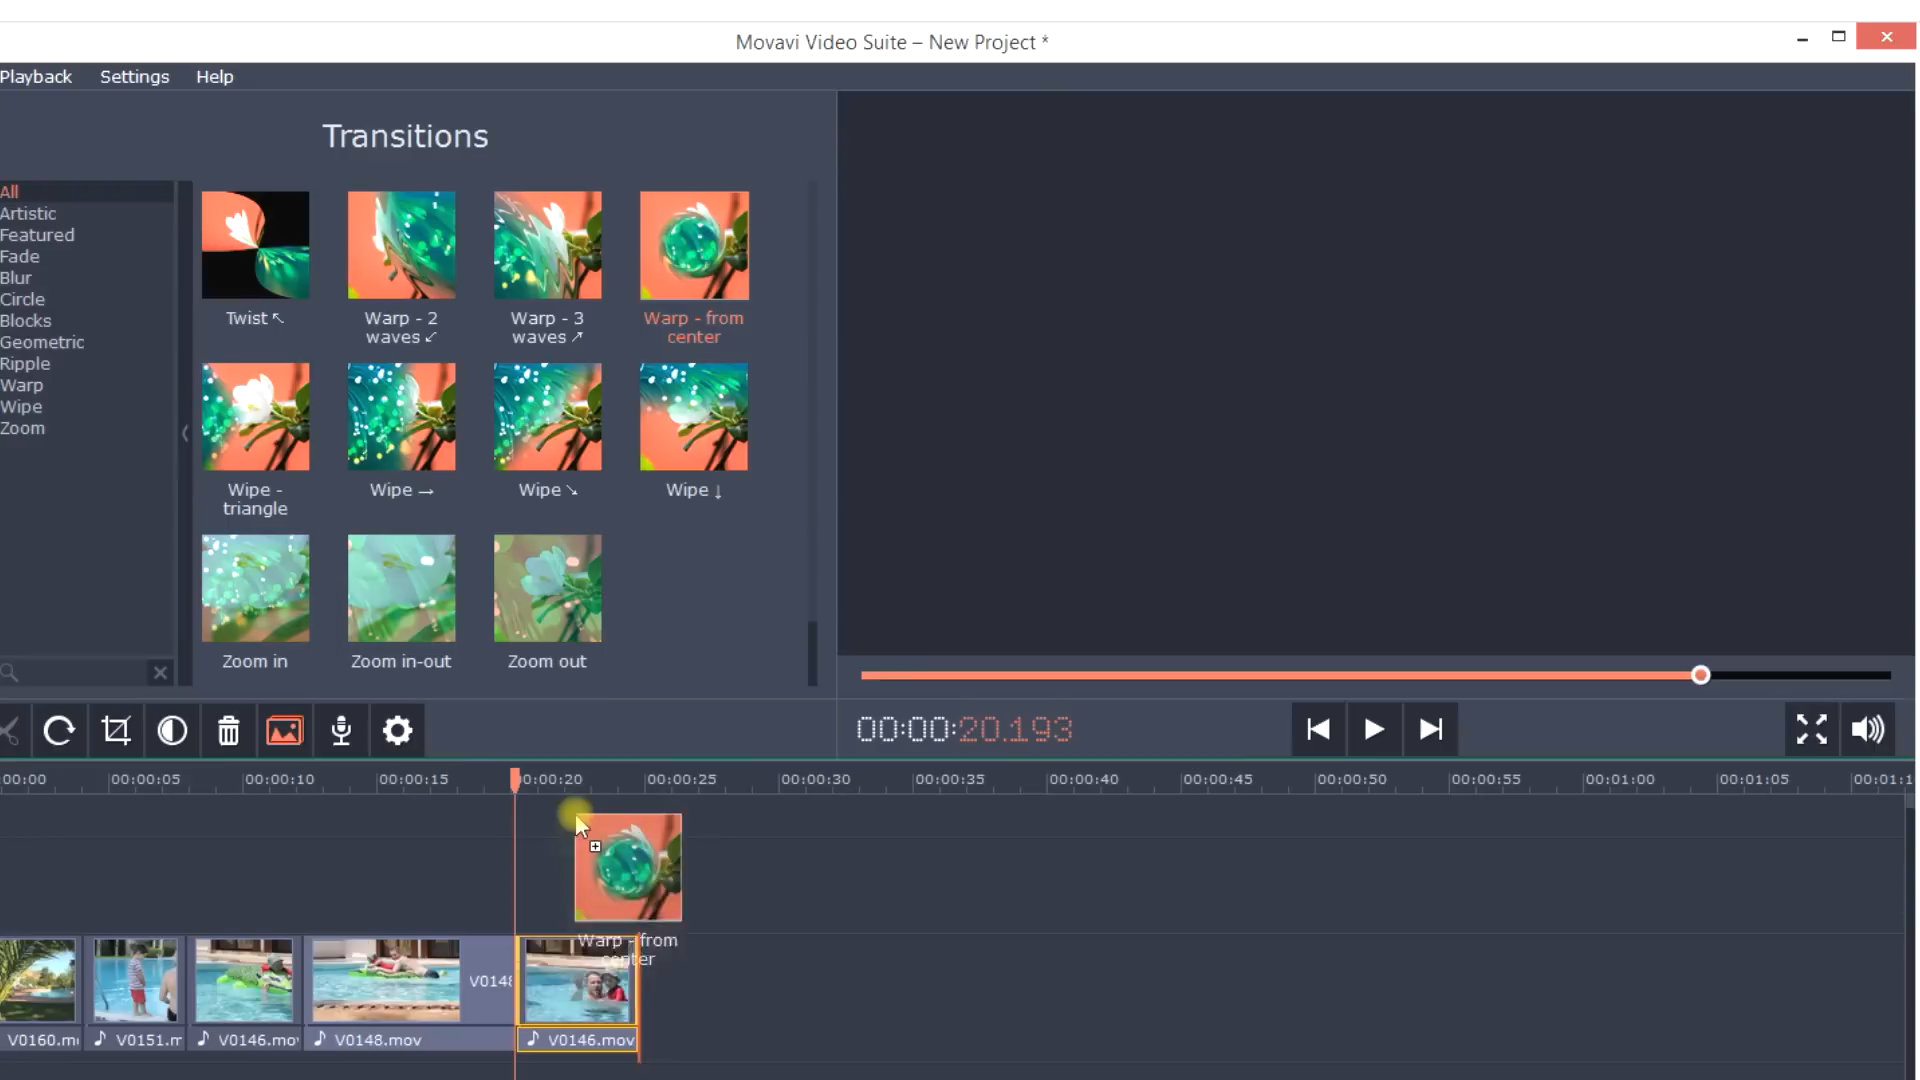 Movavi Video Suite – New Project *
Playback Settings Help
Transitions
All
Artistic
Featured
Fade
Blur
Circle
Blocks
Geometric
Ripple
Warp
Wipe
Zoom
Twist ↖
Warp - 2
waves ↙
Warp - 3
waves ↗
Warp - from
center
Wipe -
triangle
Wipe →
Wipe ↘
Wipe ↓
Zoom in
Zoom in-out
Zoom out
00:00:20.193
00:00 00:00:05 00:00:10 00:00:15 00:00:20 00:00:25 00:00:30 00:00:35 00:00:40 00:00:45 00:00:50 00:00:55 00:01:00 00:01:05 00:01:1
Warp - from
center
V0148
V0160.m V0151.m V0146.mo V0148.mov V0146.mov